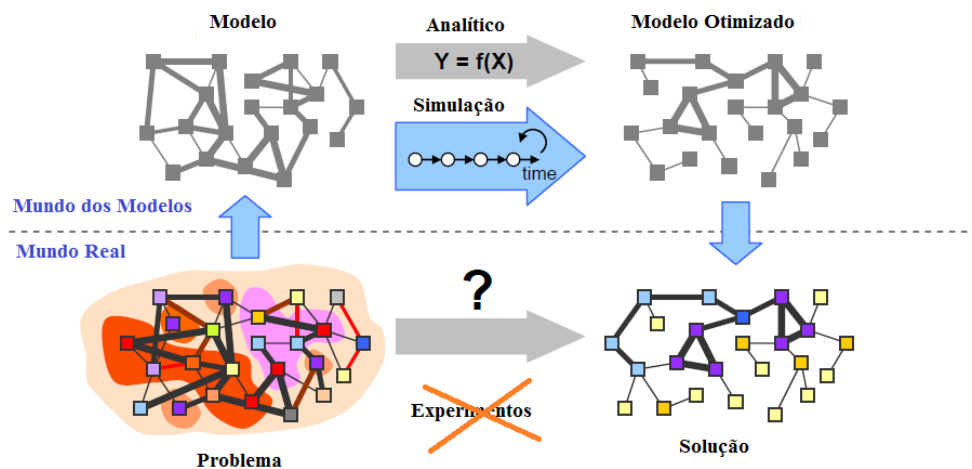 Modelo
Analítico
Modelo Otimizado
Y = f(X)
Simulação
time
Mundo dos Modelos
Mundo Real
?
Experimentos
Problema
Solução